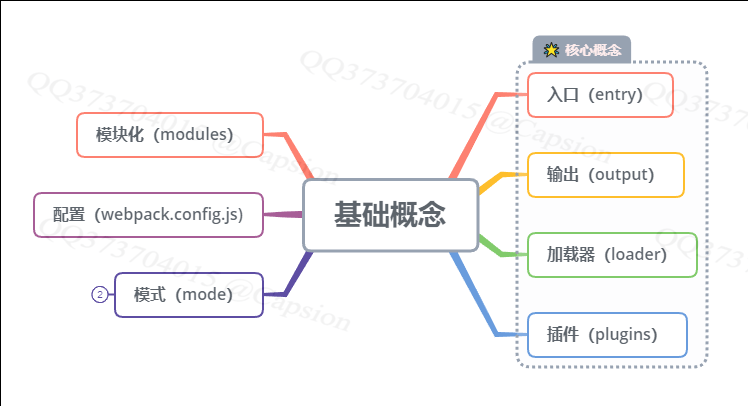 🌟 核心概念
入口（entry）
输出（output）
加载器（loader）
插件（plugins）
基础概念
模块化（modules）
配置（webpack.config.js）
模式（mode）
2
QQ373704015 @Capsion
QQ373704015 @Capsion
QQ373704015 @Capsion
QQ3737040
QQ3737